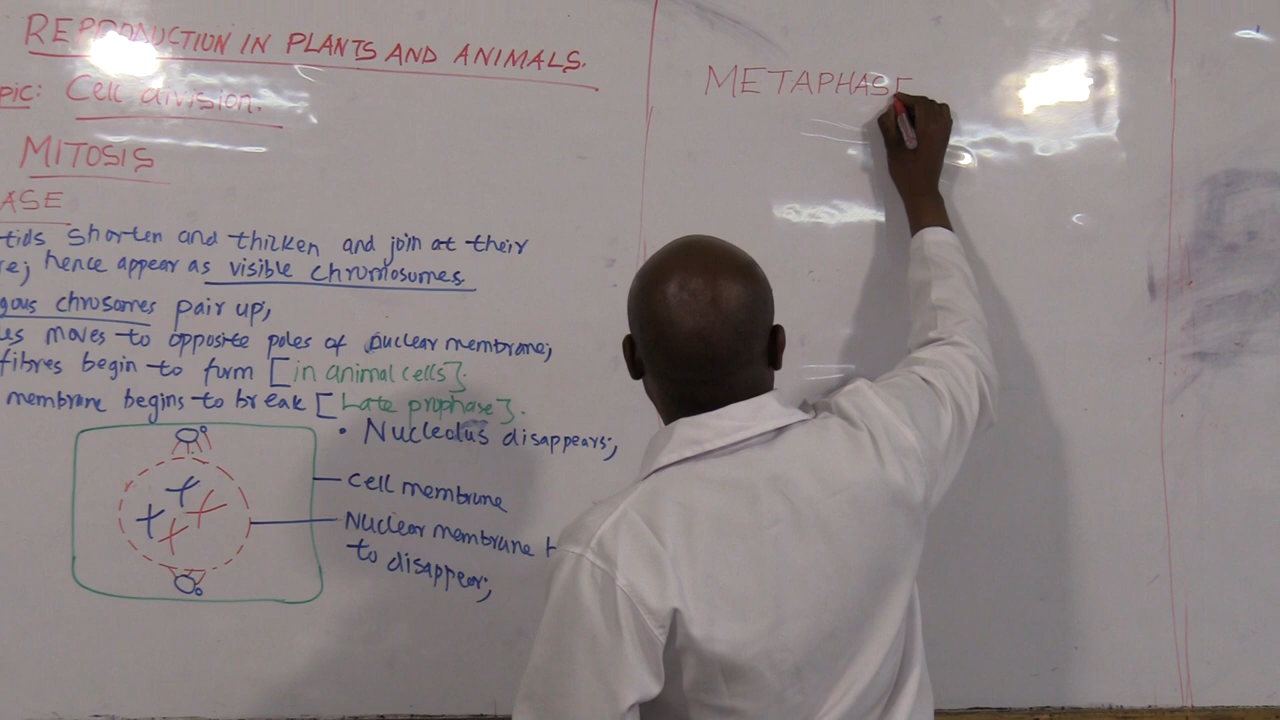 REPRODUCTION IN PLANTS AND ANIMALS.
pic: Cell division.
MITOSIS
ASE
tids shorten and thicken and join at their
re; hence appear as visible chromosomes.
gous chrosomes pair up;
us moves to opposite poles of nuclear membrane;
fibres begin to form [in animal cells].
membrane begins to break [Late prophase].
• Nucleolus disappears;
cell membrane
Nuclear membrane
to disappear;
METAPHASE